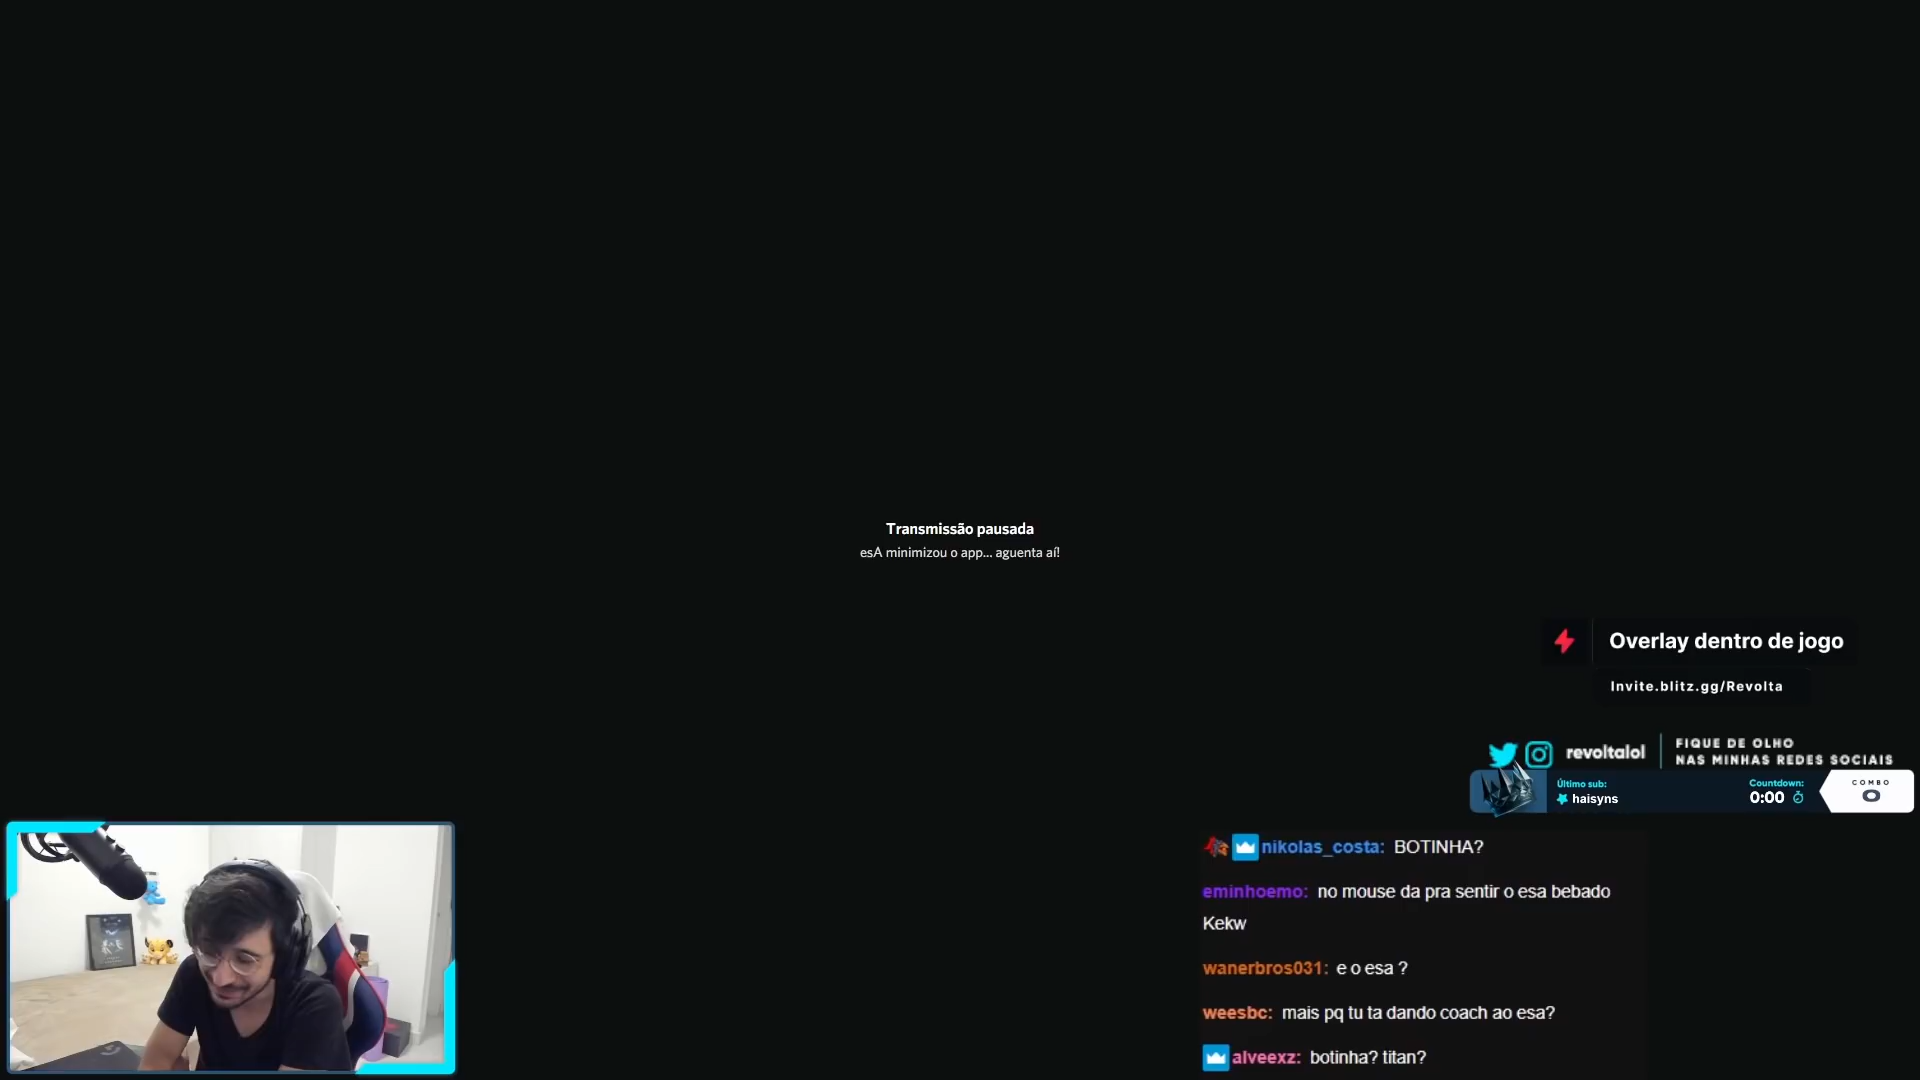 Transmissão pausada
esA minimizou o app... aguenta aí!
Overlay dentro de jogo
Invite.blitz.gg/Revolta
revoltalol
FIQUE DE OLHO
NAS MINHAS REDES SOCIAIS
Último sub:
haisyns
Countdown:
0:00
COMBO
0
nikolas_costa: BOTINHA?
eminhoemo: no mouse da pra sentir o esa bebado
Kekw
wanerbros031: e o esa ?
weesbc: mais pq tu ta dando coach ao esa?
alveexz: botinha? titan?